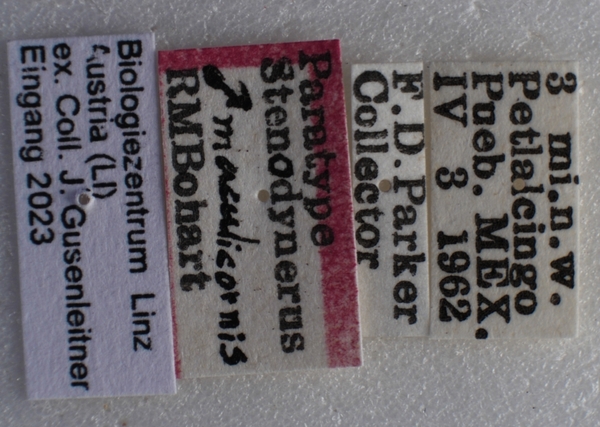 3 mi.n.w.
Petlalcingo
Pueb. MEX.
IV 3 1962
F.D. Parker
Collector
Paratype
Stenodynerus
♂ maculicornis
RMBohart
Biologiezentrum Linz
Austria (LI)
ex. Coll. J. Gusenleitner
Eingang 2023